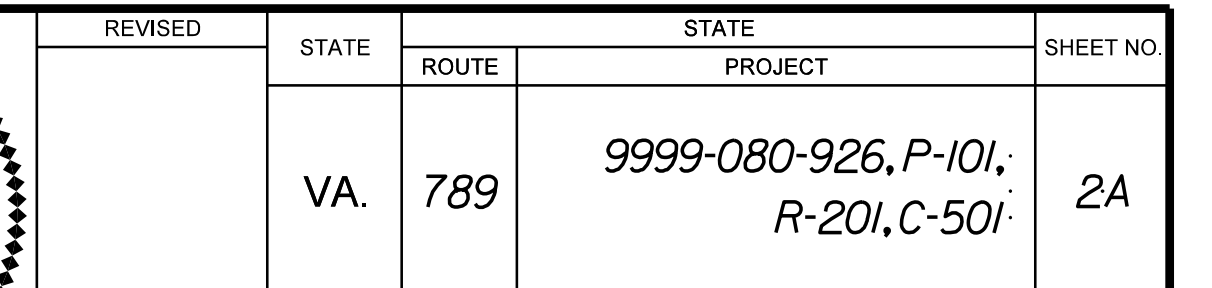 REVISED
STATE
STATE
SHEET NO.
ROUTE
PROJECT
VA.
789
9999-080-926, P-101,
R-201, C-501
2A